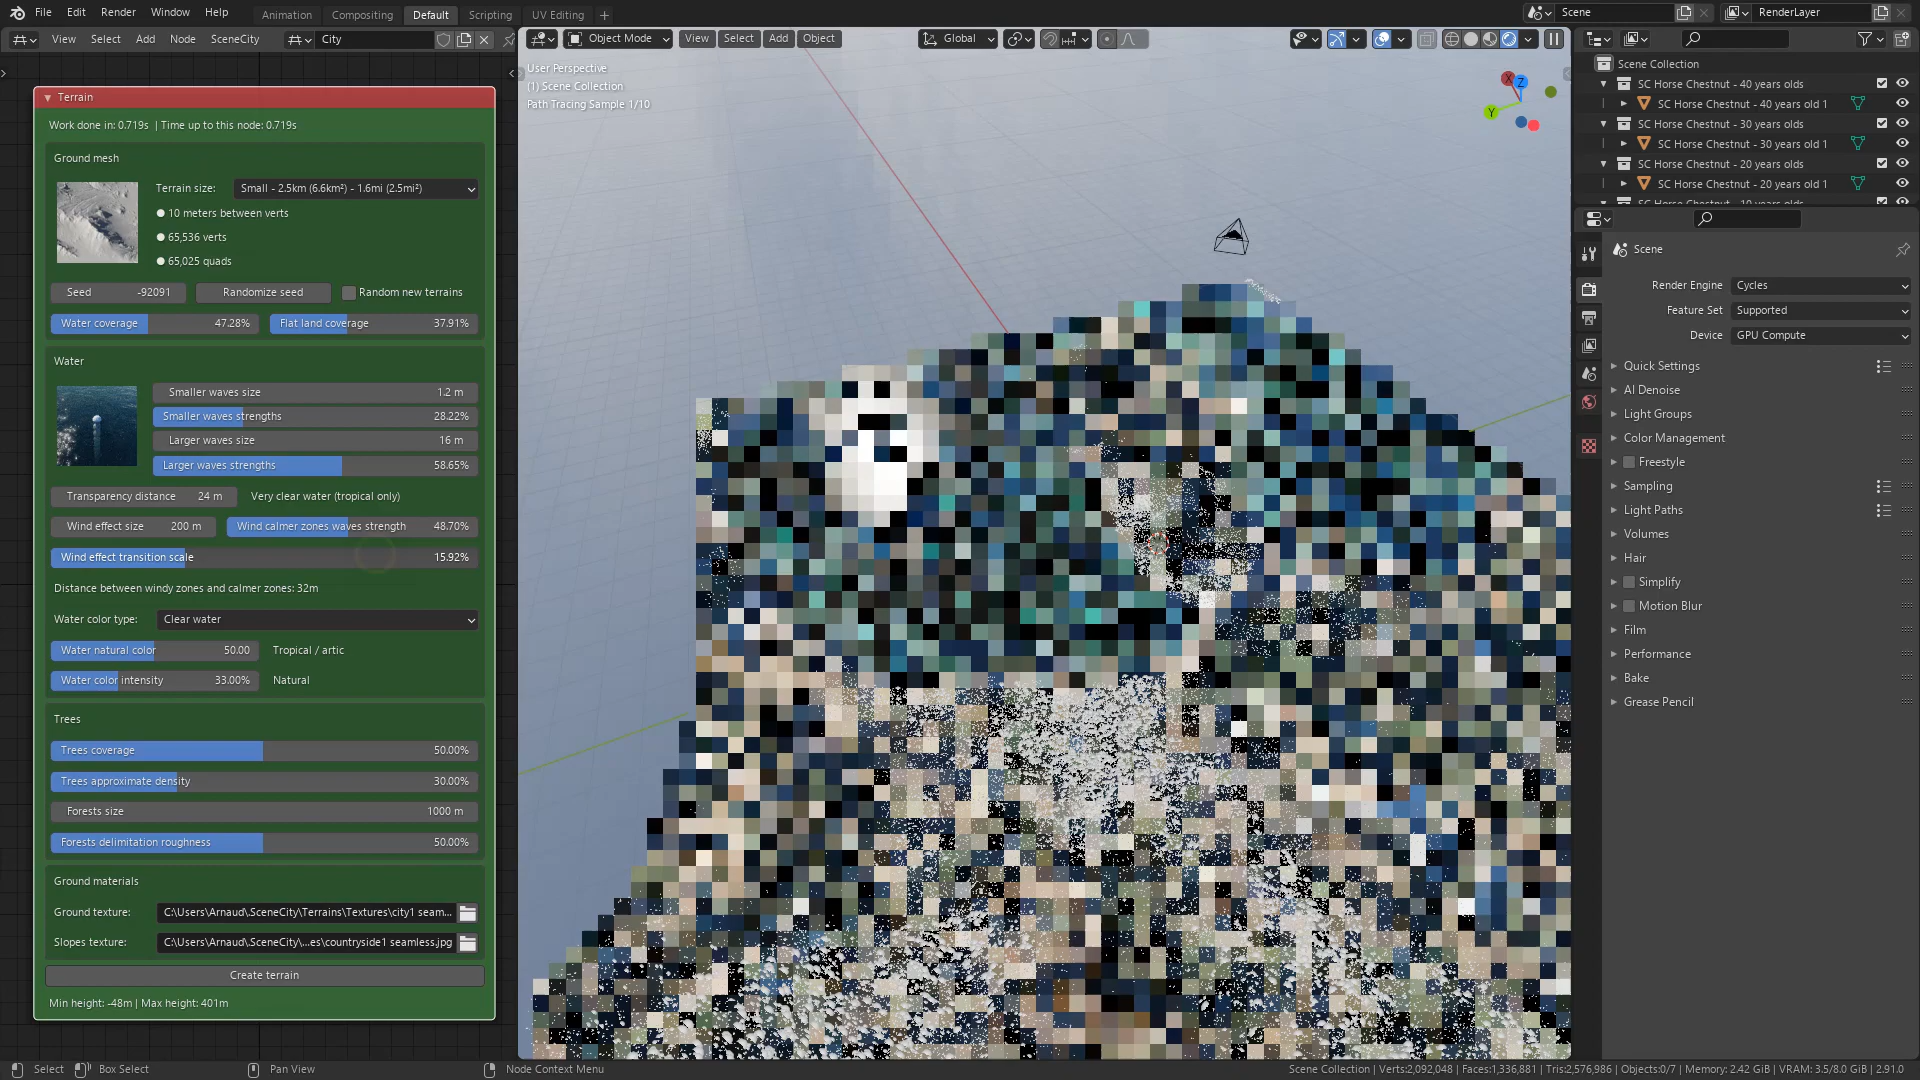 File Edit Render Window Help Animation Compositing Default Scripting UV Editing Scene RenderLayer
View Select Add Node SceneCity City Object Mode View Select Add Object Global
Terrain
Work done in: 0.719s | Time up to this node: 0.719s
Ground mesh
Terrain size: Small - 2.5km (6.6km²) - 1.6mi (2.5mi²)
10 meters between verts
65,536 verts
65,025 quads
Seed -92091 Randomize seed Random new terrains
Water coverage 47.28% Flat land coverage 37.91%
Water
Smaller waves size 1.2 m
Smaller waves strengths 28.22%
Larger waves size 16 m
Larger waves strengths 58.65%
Transparency distance 24 m Very clear water (tropical only)
Wind effect size 200 m Wind calmer zones waves strength 48.70%
Wind effect transition scale 15.92%
Distance between windy zones and calmer zones: 32m
Water color type: Clear water
Water natural color 50.00 Tropical / artic
Water color intensity 33.00% Natural
Trees
Trees coverage 50.00%
Trees approximate density 30.00%
Forests size 1000 m
Forests delimitation roughness 50.00%
Ground materials
Ground texture: C:\Users\Arnaud\.SceneCity\Terrains\Textures\city1 seam...
Slopes texture: C:\Users\Arnaud\.SceneCity\...es\countryside1 seamless.jpg
Create terrain
Min height: -48m | Max height: 401m
User Perspective
(1) Scene Collection
Path Tracing Sample 1/10
X
Z
Y
Scene Collection
SC Horse Chestnut - 40 years olds
SC Horse Chestnut - 40 years old 1
SC Horse Chestnut - 30 years olds
SC Horse Chestnut - 30 years old 1
SC Horse Chestnut - 20 years olds
SC Horse Chestnut - 20 years old 1
SC Horse Chestnut - 10 years olds
Scene
Render Engine Cycles
Feature Set Supported
Device GPU Compute
Quick Settings
AI Denoise
Light Groups
Color Management
Freestyle
Sampling
Light Paths
Volumes
Hair
Simplify
Motion Blur
Film
Performance
Bake
Grease Pencil
Select Box Select Pan View Node Context Menu Scene Collection | Verts:2,092,048 | Faces:1,336,881 | Tris:2,576,986 | Objects:0/7 | Memory: 2.42 GiB | VRAM: 3.5/8.0 GiB | 2.91.0